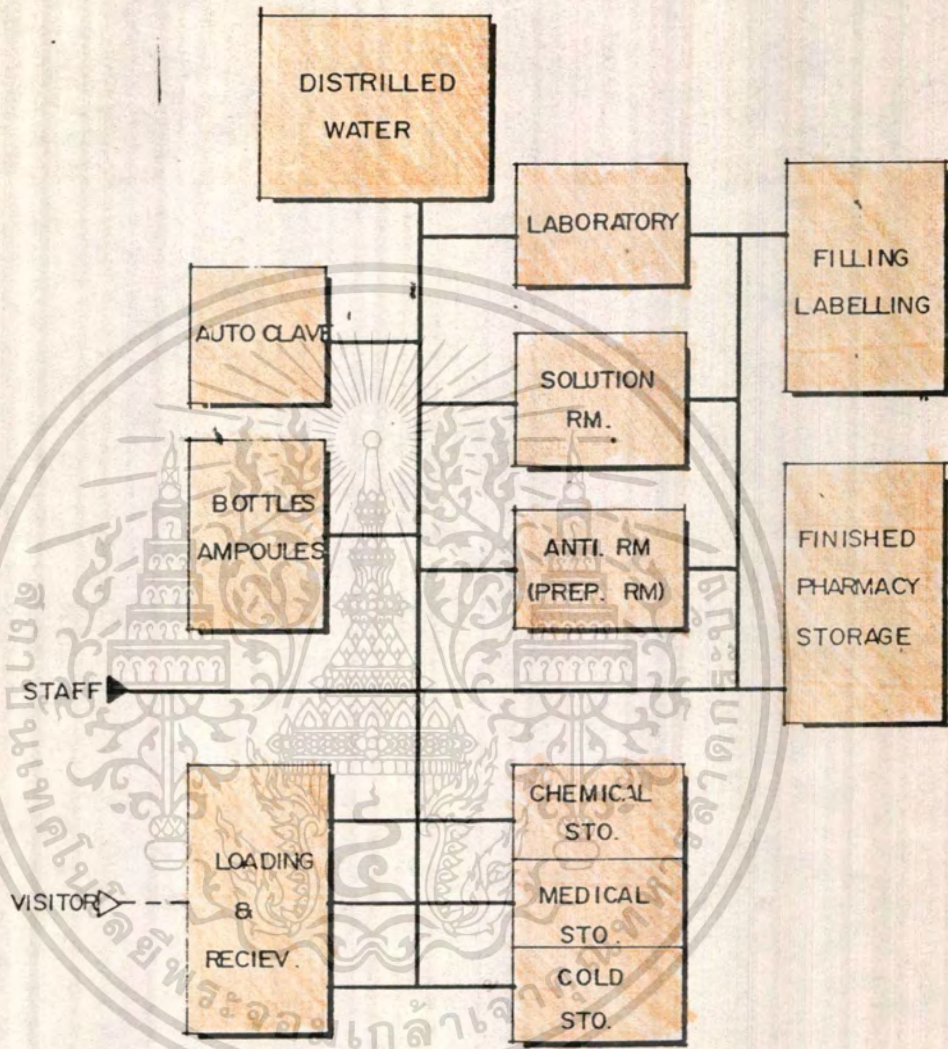 DISTRILLED
WATER
LABORATORY
FILLING
LABELLING
AUTO CLAVE
SOLUTION
RM.
BOTTLES
AMPOULES
ANTI. RM
(PREP. RM)
FINISHED
PHARMACY
STORAGE
STAFF
CHEMICAL
STO.
LOADING
&
RECIEV.
MEDICAL
STO.
VISITOR
COLD
STO.